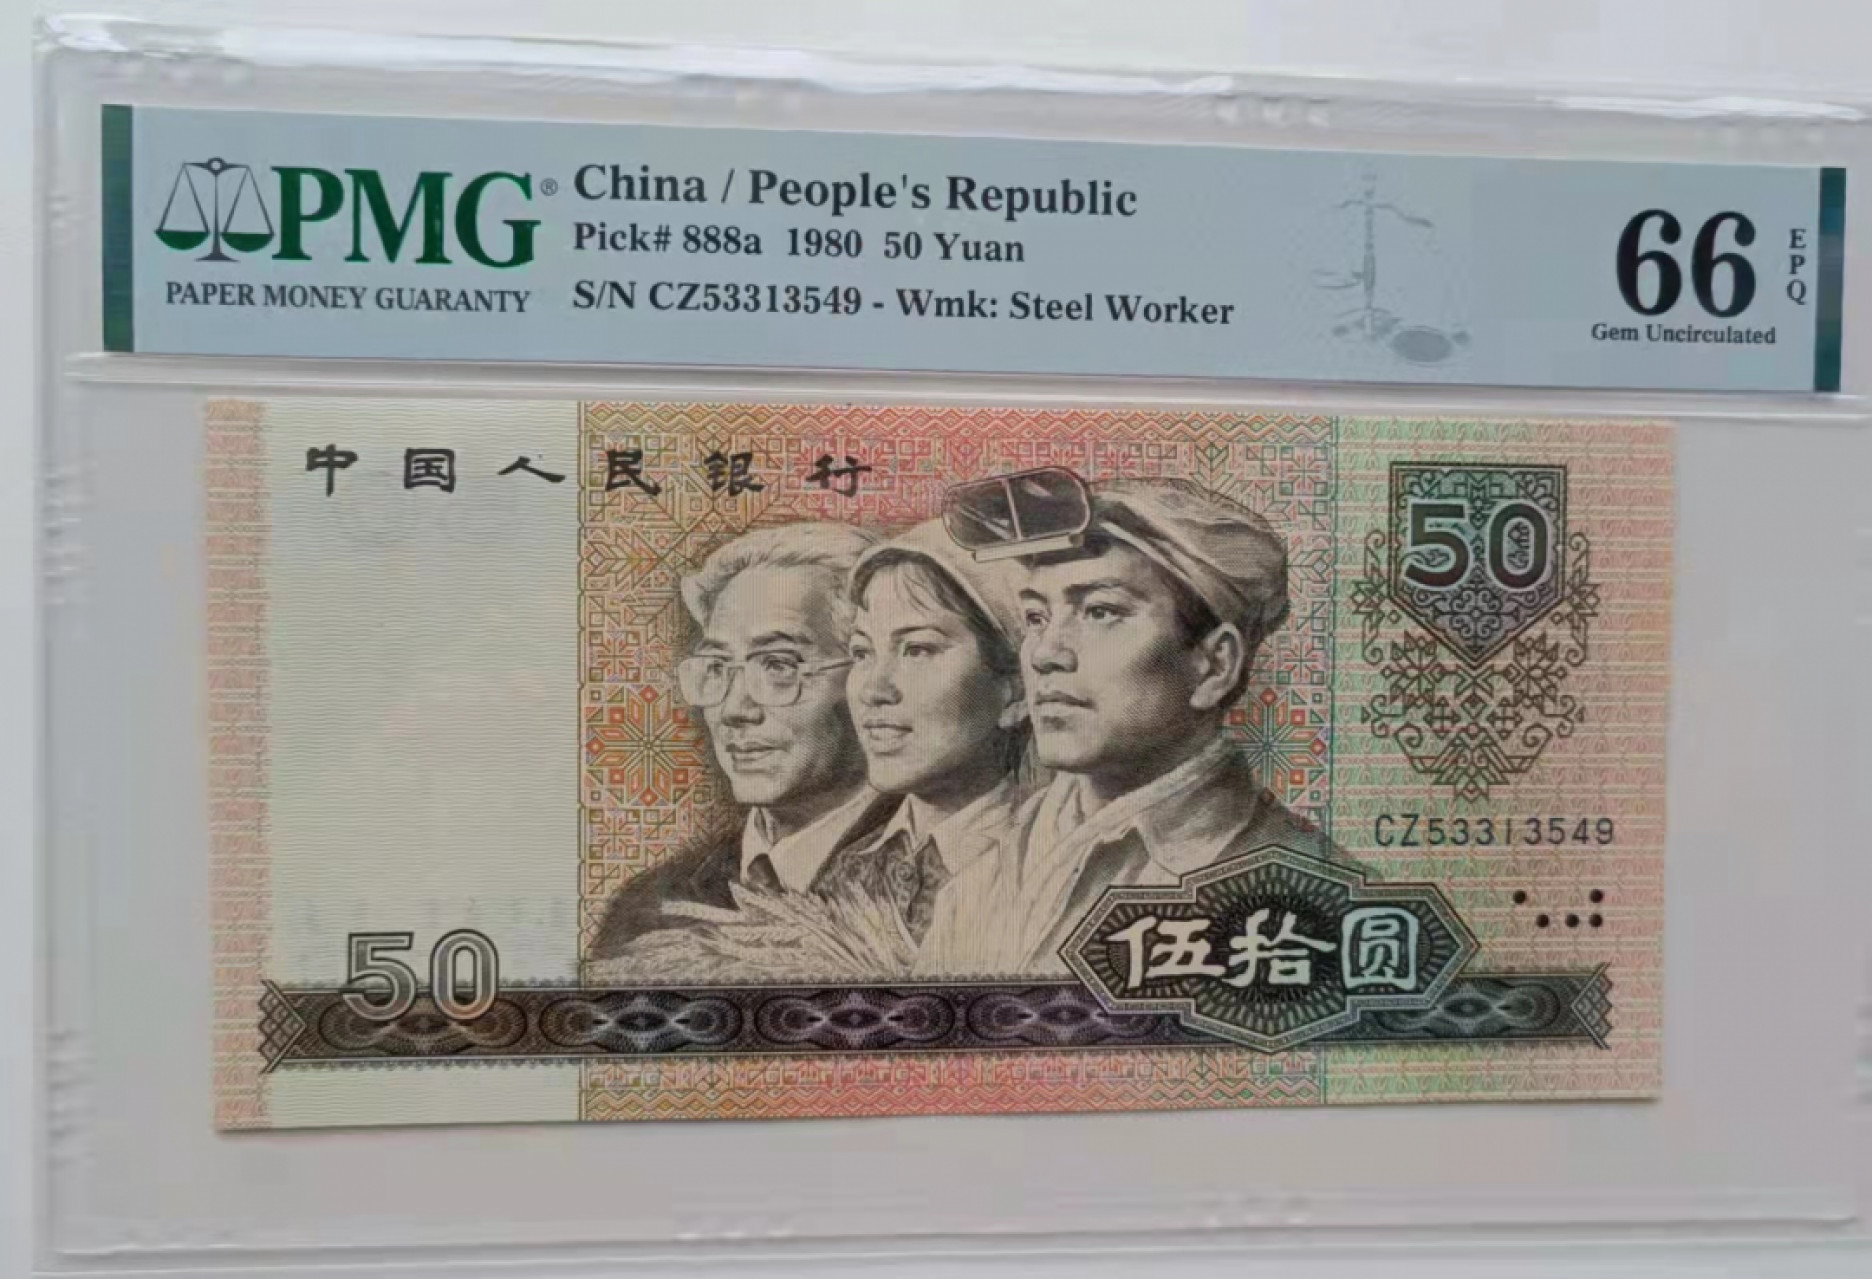 PMG®
PAPER MONEY GUARANTY
China / People's Republic
Pick# 888a 1980 50 Yuan
S/N CZ53313549 - Wmk: Steel Worker
66
EPQ
Gem Uncirculated
中国人民银行
50
CZ53313549
50
伍拾圆